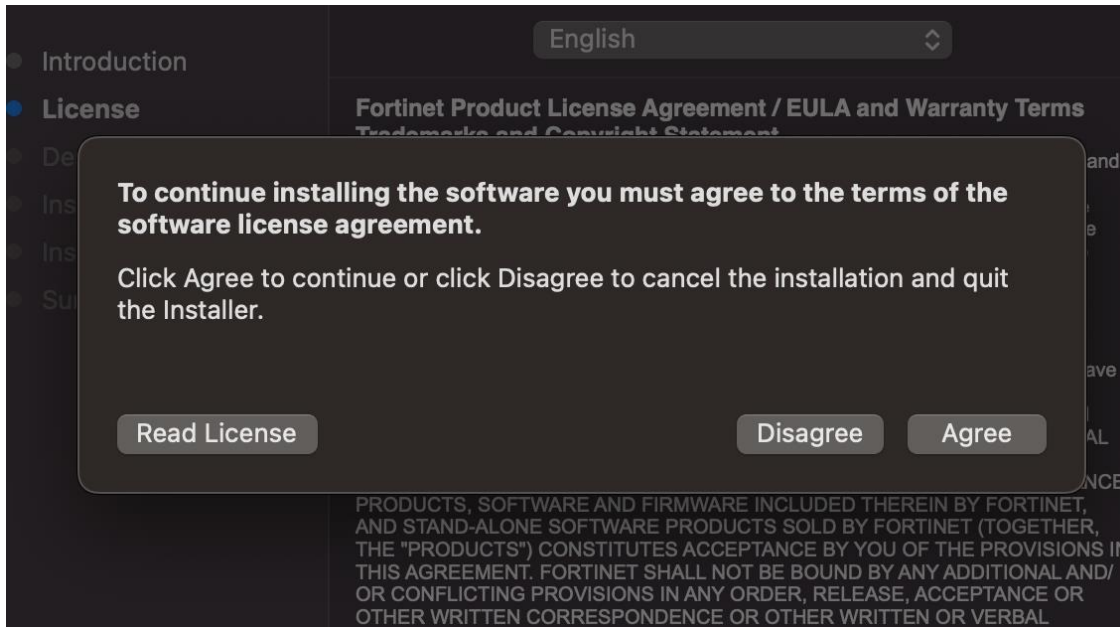 English
Introduction
License
Fortinet Product License Agreement / EULA and Warranty Terms
Trademarks and Copyright Statement
and
To continue installing the software you must agree to the terms of the
software license agreement.
Click Agree to continue or click Disagree to cancel the installation and quit
the Installer.
Read License
Disagree
Agree
PRODUCTS, SOFTWARE AND FIRMWARE INCLUDED THEREIN BY FORTINET,
AND STAND-ALONE SOFTWARE PRODUCTS SOLD BY FORTINET (TOGETHER,
THE "PRODUCTS") CONSTITUTES ACCEPTANCE BY YOU OF THE PROVISIONS IN
THIS AGREEMENT. FORTINET SHALL NOT BE BOUND BY ANY ADDITIONAL AND/
OR CONFLICTING PROVISIONS IN ANY ORDER, RELEASE, ACCEPTANCE OR
OTHER WRITTEN CORRESPONDENCE OR OTHER WRITTEN OR VERBAL